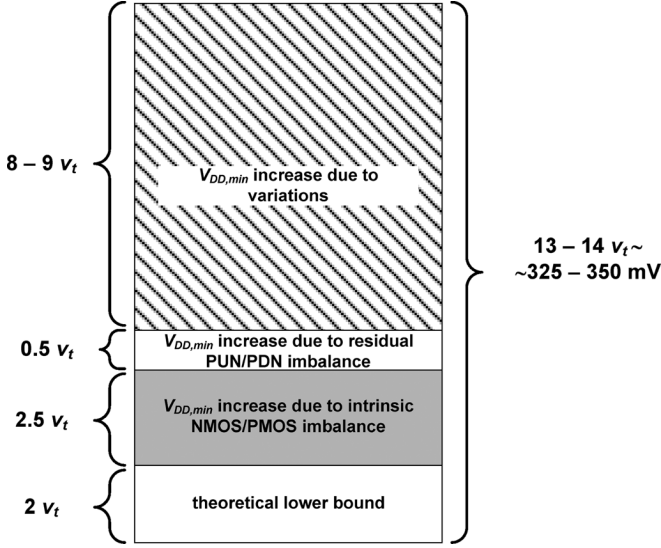 8 – 9 vt
VDD,min increase due to
variations
13 – 14 vt~
~325 – 350 mV
0.5 vt
VDD,min increase due to residual
PUN/PDN imbalance
2.5 vt
VDD,min increase due to intrinsic
NMOS/PMOS imbalance
2 vt
theoretical lower bound